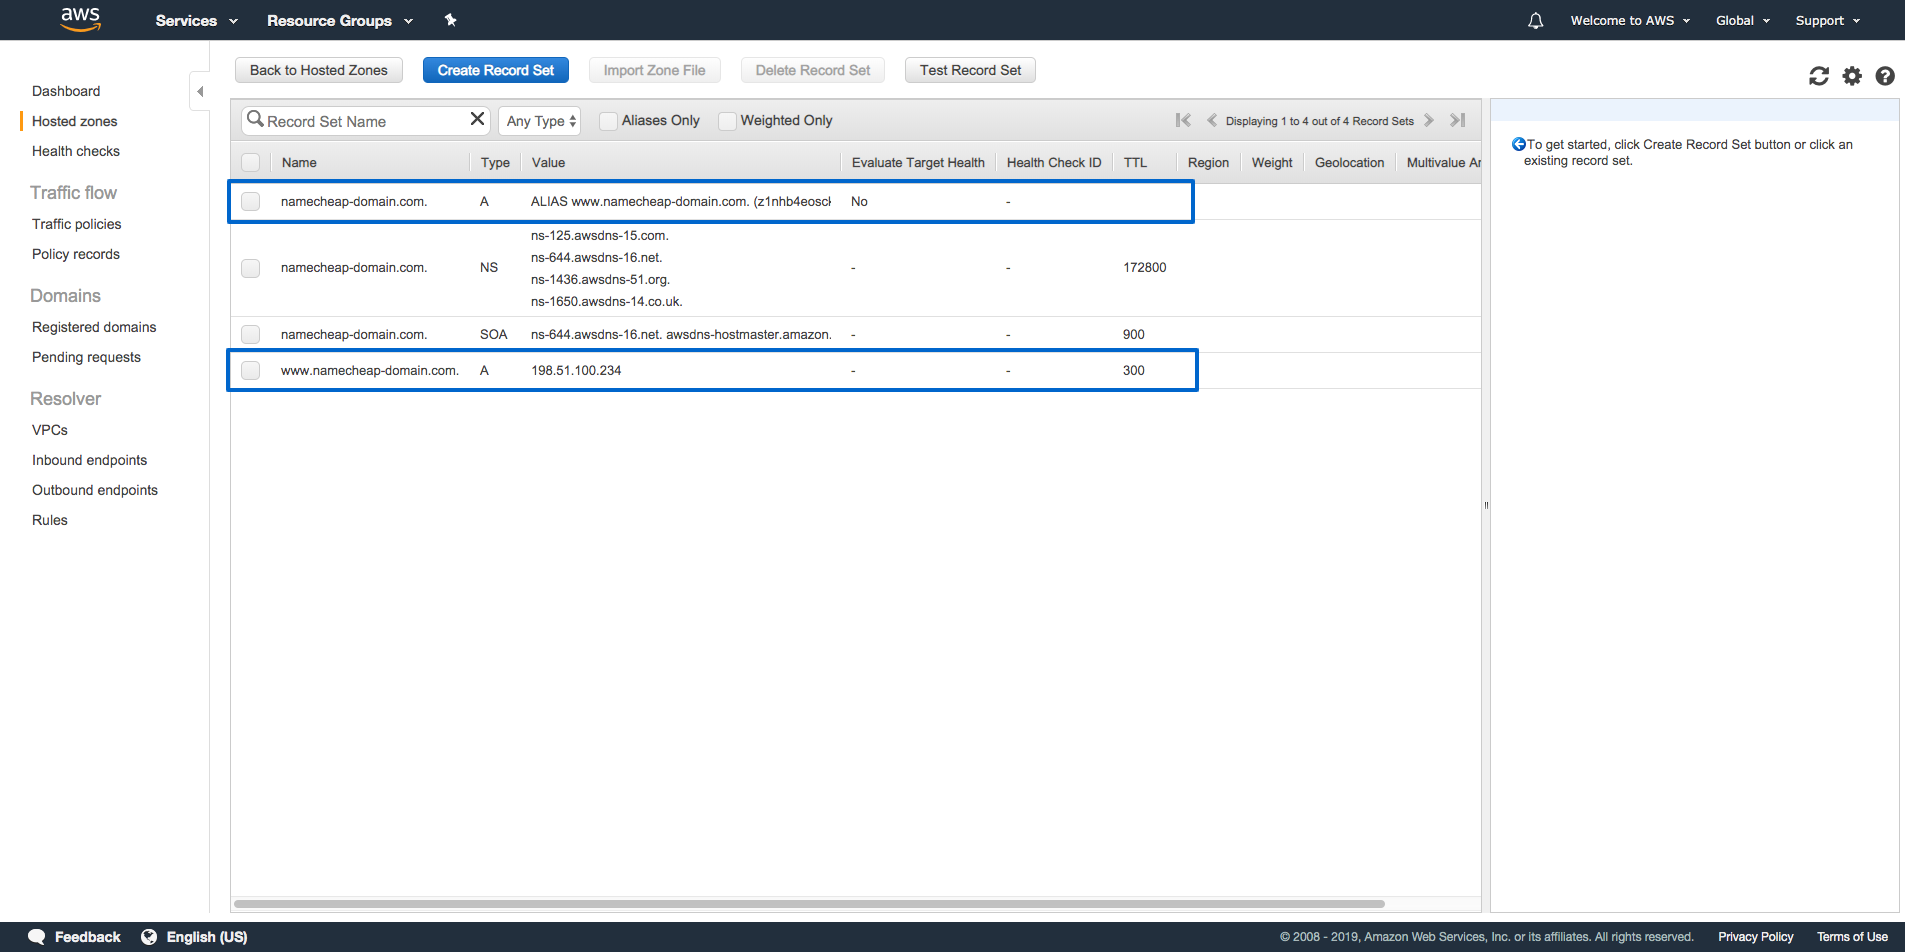 aws Services Resource Groups Welcome to AWS Global Support
Back to Hosted Zones Create Record Set Import Zone File Delete Record Set Test Record Set
Dashboard
Hosted zones
Health checks
Traffic flow
Traffic policies
Policy records
Domains
Registered domains
Pending requests
Resolver
VPCs
Inbound endpoints
Outbound endpoints
Rules
Record Set Name Any Type Aliases Only Weighted Only Displaying 1 to 4 out of 4 Record Sets
Name Type Value Evaluate Target Health Health Check ID TTL Region Weight Geolocation Multivalue
namecheap-domain.com. A ALIAS www.namecheap-domain.com. (z1nhb4eosck No -
ns-125.awsdns-15.com.
ns-644.awsdns-16.net.
namecheap-domain.com. NS - - 172800
ns-1436.awsdns-51.org.
ns-1650.awsdns-14.co.uk.
namecheap-domain.com. SOA ns-644.awsdns-16.net. awsdns-hostmaster.amazon. - - 900
www.namecheap-domain.com. A 198.51.100.234 - - 300
To get started, click Create Record Set button or click an
existing record set.
Feedback English (US) © 2008 - 2019, Amazon Web Services, Inc. or its affiliates. All rights reserved. Privacy Policy Terms of Use